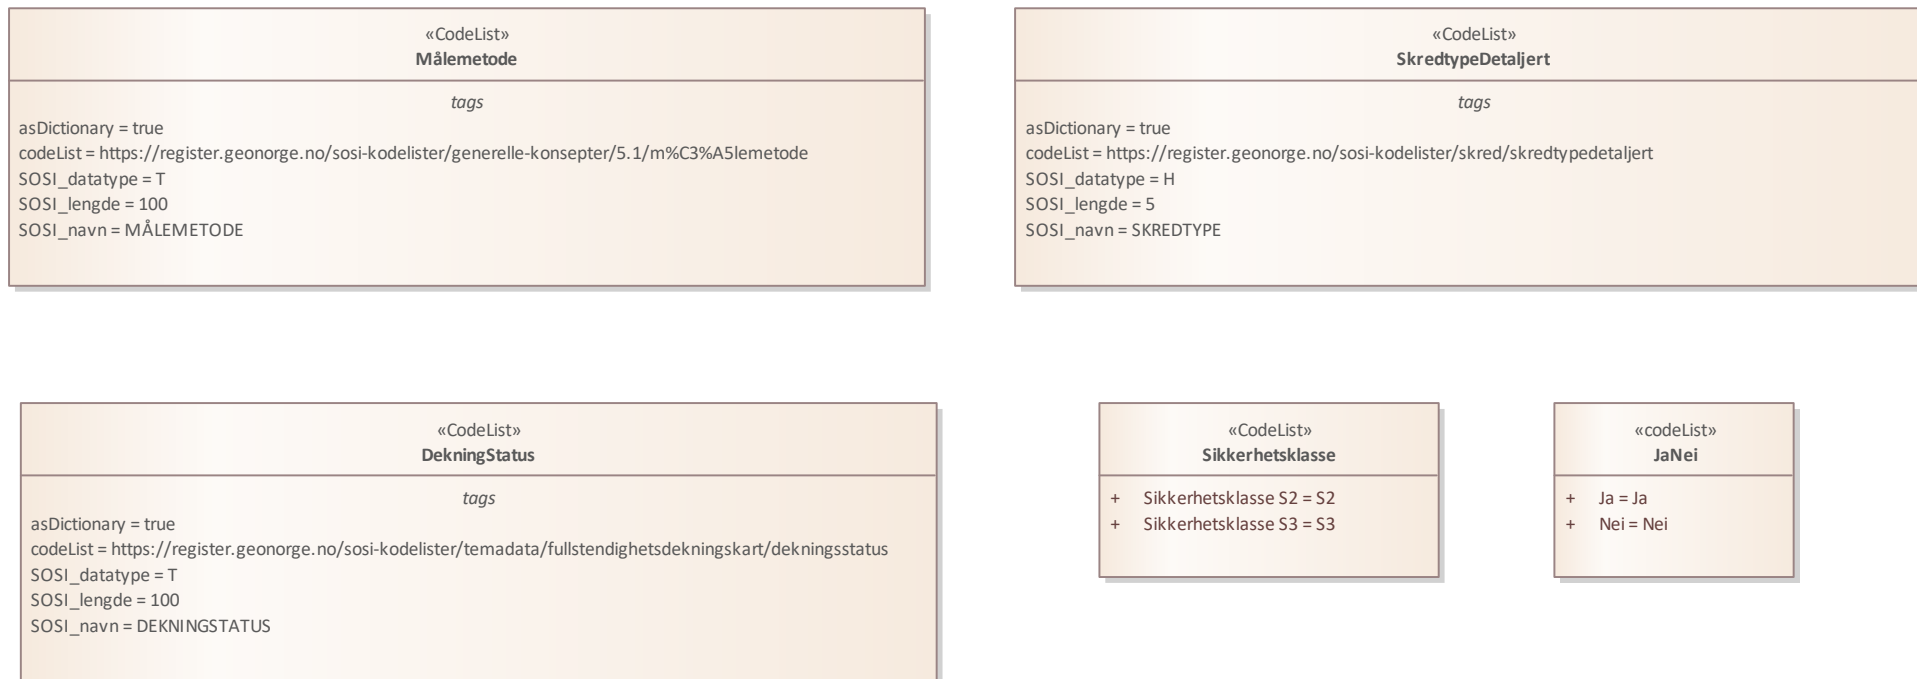 «CodeList»
Målemetode
tags
asDictionary = true
codeList = https://register.geonorge.no/sosi-kodelister/generelle-konsepter/5.1/m%C3%A5lemetode
SOSI_datatype = T
SOSI_lengde = 100
SOSI_navn = MÅLEMETODE
«CodeList»
SkredtypeDetaljert
tags
asDictionary = true
codeList = https://register.geonorge.no/sosi-kodelister/skred/skredtypedetaljert
SOSI_datatype = H
SOSI_lengde = 5
SOSI_navn = SKREDTYPE
«CodeList»
DekningStatus
tags
asDictionary = true
codeList = https://register.geonorge.no/sosi-kodelister/temadata/fullstendighetsdekningskart/dekningsstatus
SOSI_datatype = T
SOSI_lengde = 100
SOSI_navn = DEKNINGSTATUS
«CodeList»
Sikkerhetsklasse
+ Sikkerhetsklasse S2 = S2
+ Sikkerhetsklasse S3 = S3
«codeList»
JaNei
+ Ja = Ja
+ Nei = Nei